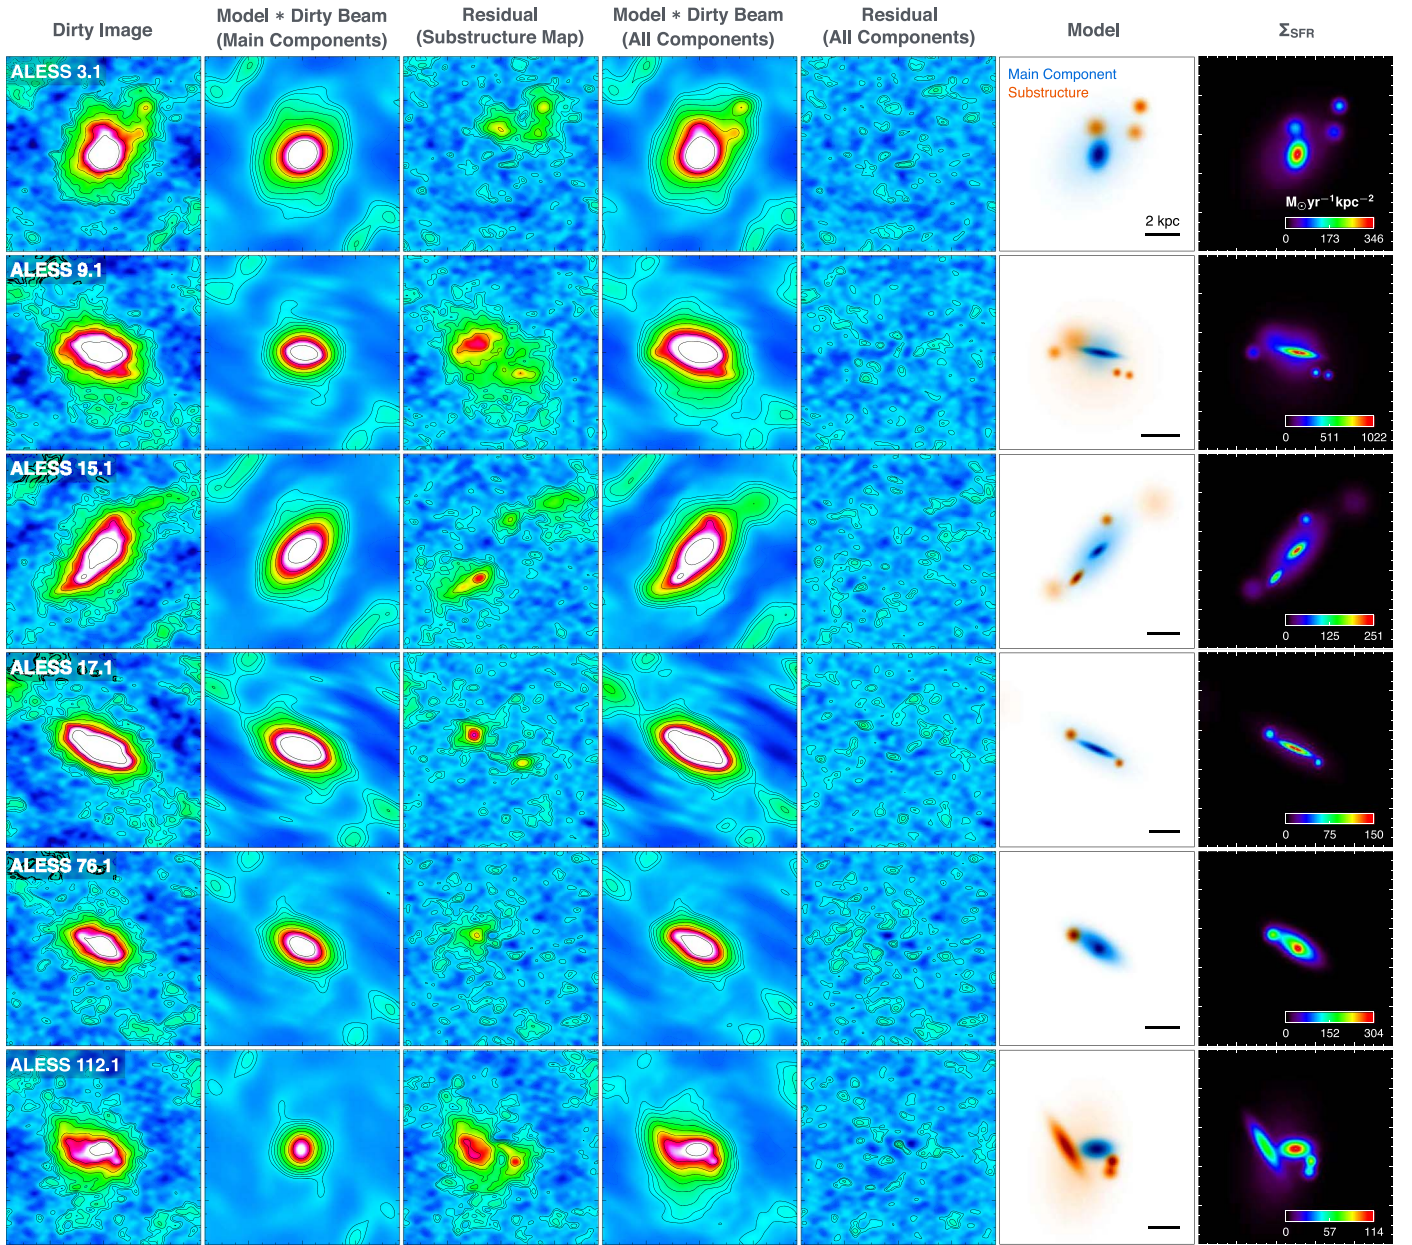 Dirty Image
Model * Dirty Beam
(Main Components)
Residual
(Substructure Map)
Model * Dirty Beam
(All Components)
Residual
(All Components)
Model
ΣSFR
ALESS 3.1
Main Component
Substructure
2 kpc
M⊙yr⁻¹kpc⁻²
0 173 346
ALESS 9.1
0 511 1022
ALESS 15.1
0 125 251
ALESS 17.1
0 75 150
ALESS 76.1
0 152 304
ALESS 112.1
0 57 114